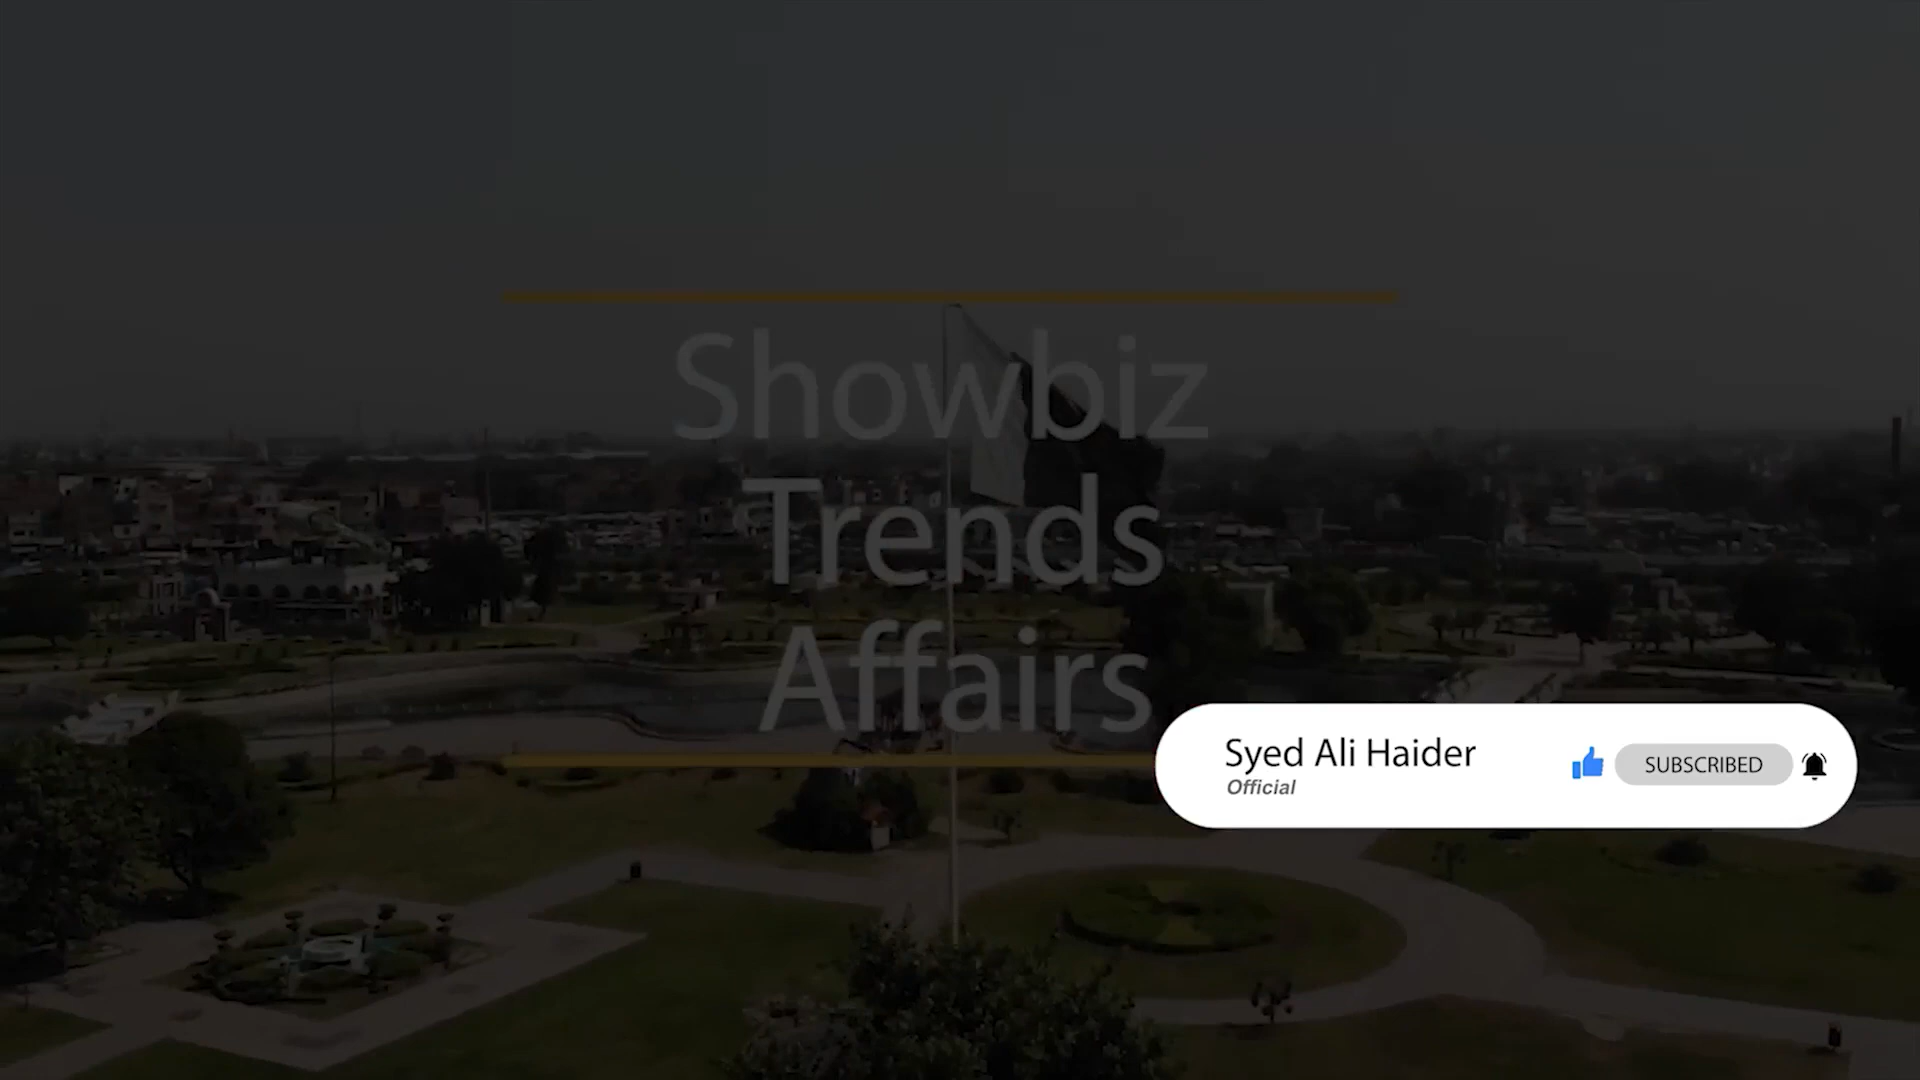 Showbiz
Trends
Affairs
Syed Ali Haider
Official
SUBSCRIBED